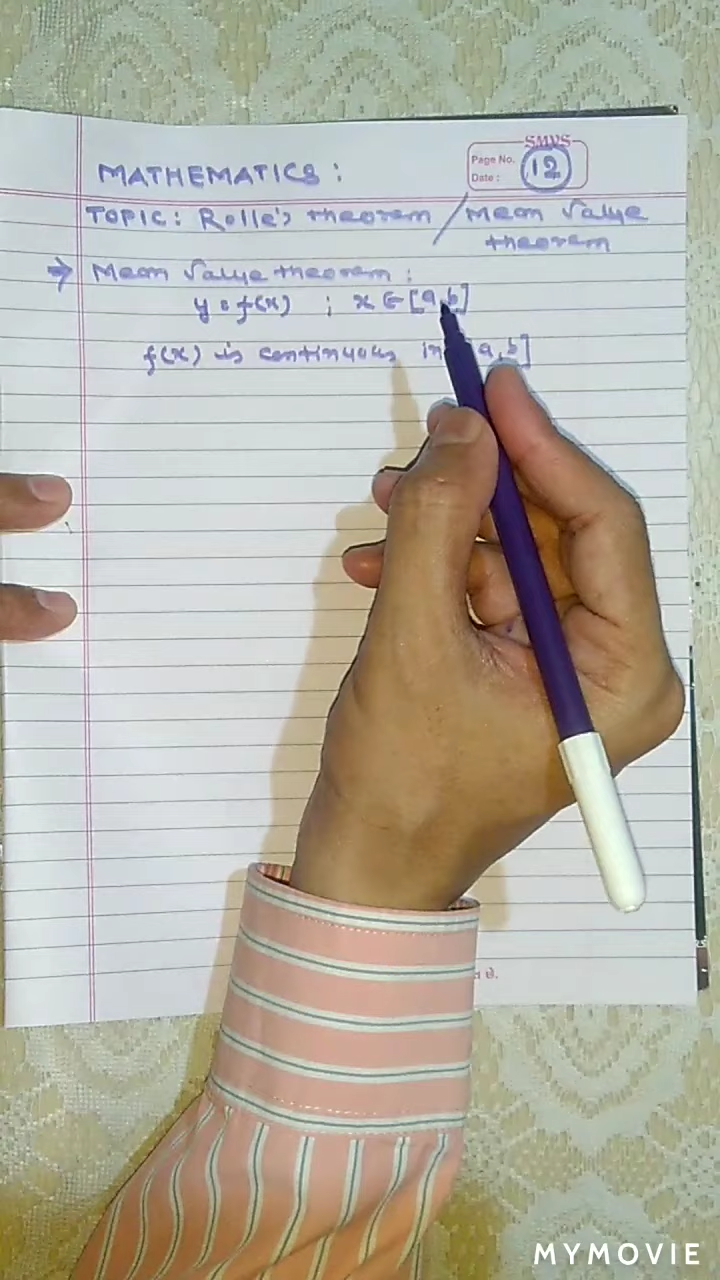 SMVS
Page No.
Date :
12
MATHEMATICS :
TOPIC : Rolle's theorem / Mean Value theorem
→ Mean Value theorem :
y = f(x) ; x ∈ [a, b]
f(x) is continuous in [a, b]
છે.
MYMOVIE